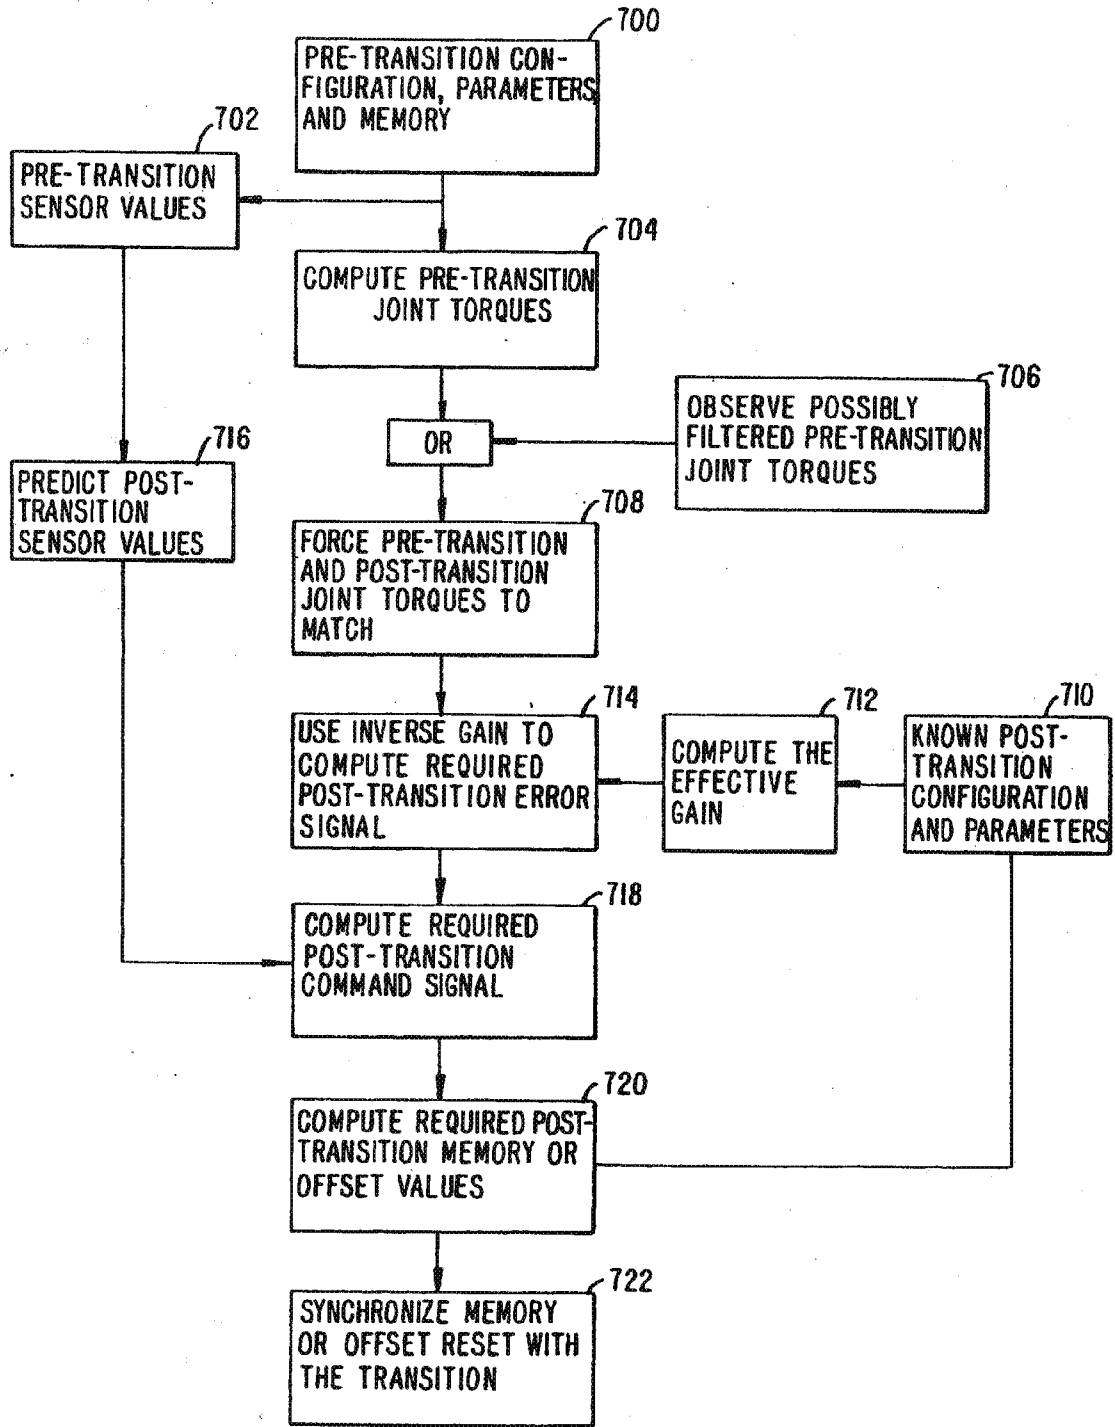 700
PRE-TRANSITION CON-
FIGURATION, PARAMETERS,
AND MEMORY
702
PRE-TRANSITION
SENSOR VALUES
704
COMPUTE PRE-TRANSITION
JOINT TORQUES
706
OBSERVE POSSIBLY
FILTERED PRE-TRANSITION
JOINT TORQUES
OR
716
PREDICT POST-
TRANSITION
SENSOR VALUES
708
FORCE PRE-TRANSITION
AND POST-TRANSITION
JOINT TORQUES TO
MATCH
714
USE INVERSE GAIN TO
COMPUTE REQUIRED
POST-TRANSITION ERROR
SIGNAL
712
COMPUTE THE
EFFECTIVE
GAIN
710
KNOWN POST-
TRANSITION
CONFIGURATION
AND PARAMETERS
718
COMPUTE REQUIRED
POST-TRANSITION
COMMAND SIGNAL
720
COMPUTE REQUIRED POST-
TRANSITION MEMORY OR
OFFSET VALUES
722
SYNCHRONIZE MEMORY
OR OFFSET RESET WITH
THE TRANSITION